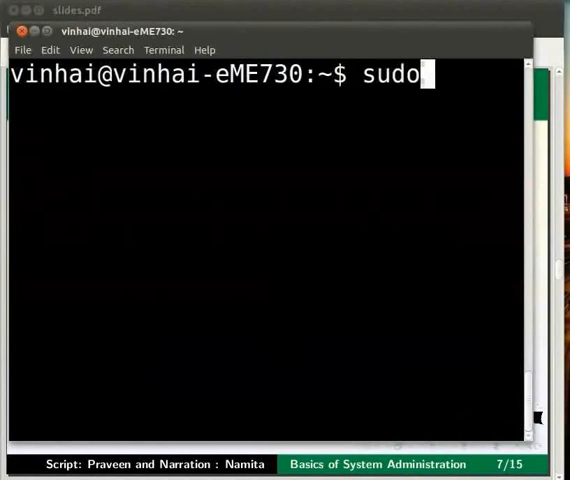 slides.pdf
vinhai@vinhai-eME730: ~
File Edit View Search Terminal Help
vinhai@vinhai-eME730:~$ sudo
Script: Praveen and Narration : Namita Basics of System Administration 7/15